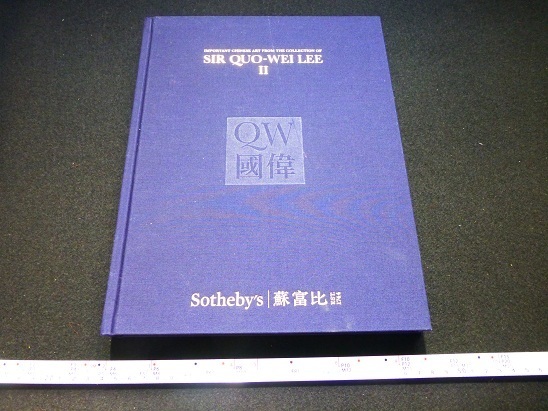 IMPORTANT CHINESE ART FROM THE COLLECTION OF
SIR QUO-WEI LEE
II
QW
國偉
Sotheby's 蘇富比